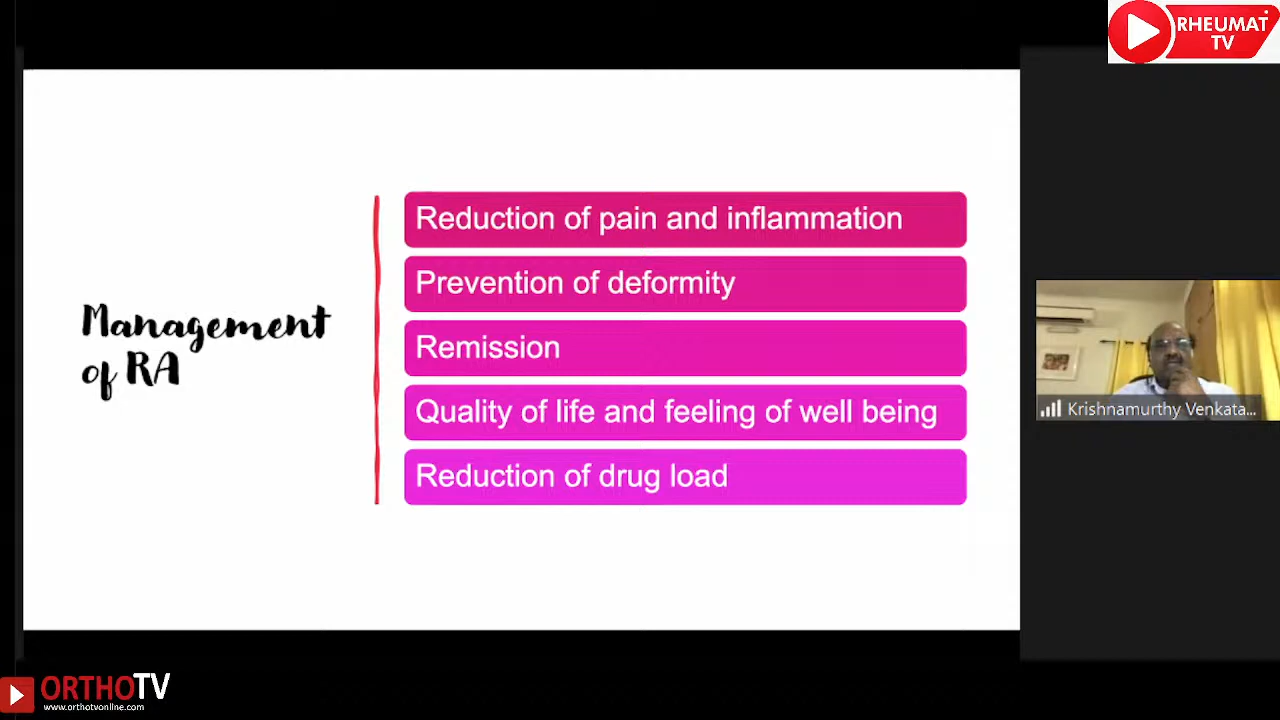 RHEUMAT
TV
Management
of RA
Reduction of pain and inflammation
Prevention of deformity
Remission
Quality of life and feeling of well being
Reduction of drug load
Krishnamurthy Venkata...
ORTHOTV
www.orthotvonline.com